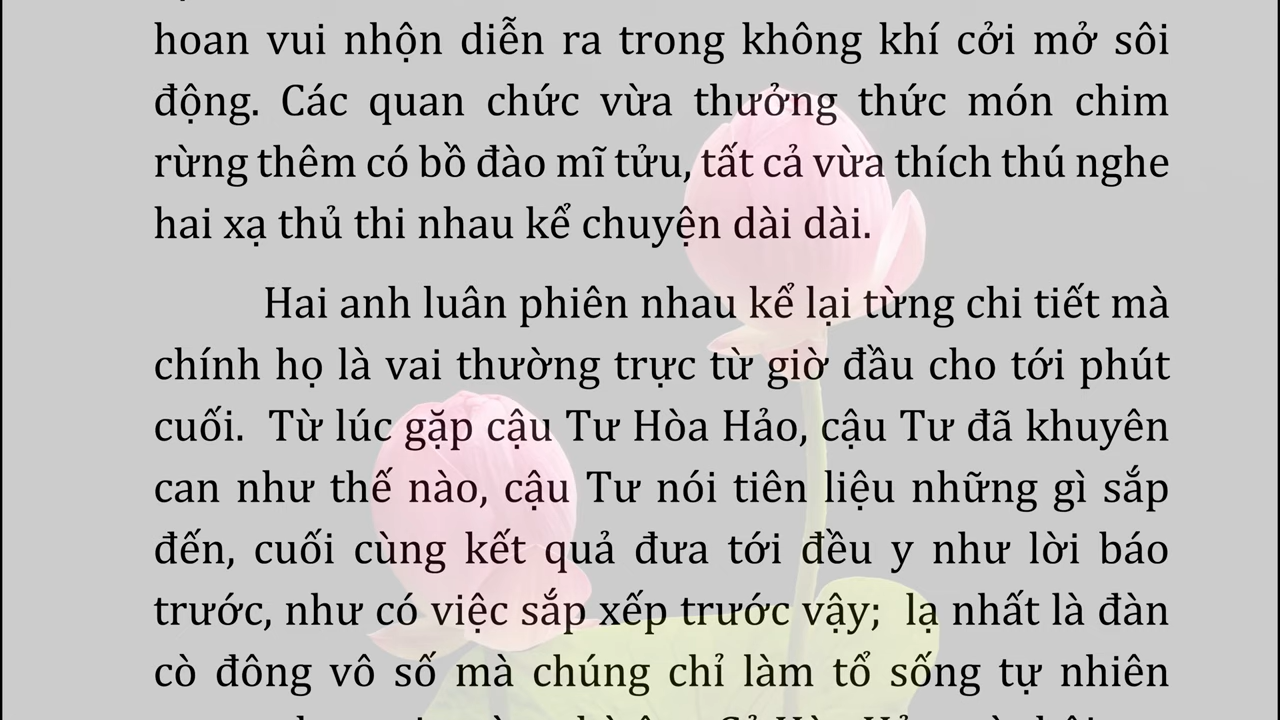 hoan vui nhộn diễn ra trong không khí cởi mở sôi
động. Các quan chức vừa thưởng thức món chim
rừng thêm có bồ đào mĩ tửu, tất cả vừa thích thú nghe
hai xạ thủ thi nhau kể chuyện dài dài.
Hai anh luân phiên nhau kể lại từng chi tiết mà
chính họ là vai thường trực từ giờ đầu cho tới phút
cuối. Từ lúc gặp cậu Tư Hòa Hảo, cậu Tư đã khuyên
can như thế nào, cậu Tư nói tiên liệu những gì sắp
đến, cuối cùng kết quả đưa tới đều y như lời báo
trước, như có việc sắp xếp trước vậy; lạ nhất là đàn
cò đông vô số mà chúng chỉ làm tổ sống tự nhiên